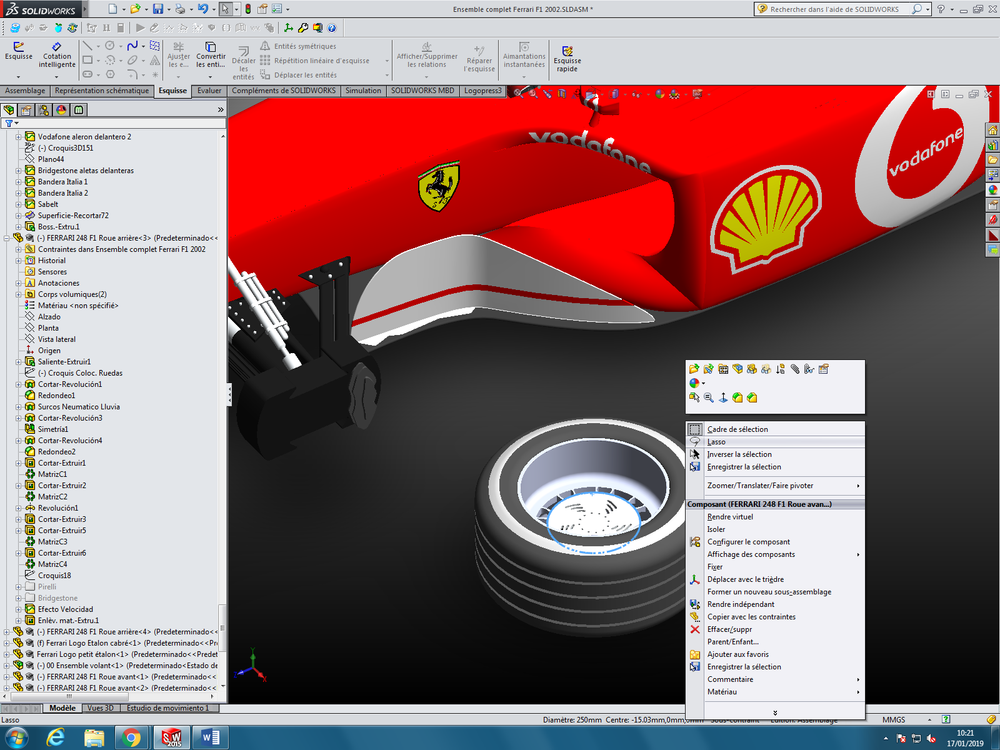 SOLIDWORKS
Ensemble complet Ferrari F1 2002.SLDASM *
Rechercher dans l'aide de SOLIDWORKS
Esquisse
Cotation intelligente
Ajuster les e...
Convertir les enti...
Décaler les entités
Entités symétriques
Répétition linéaire d'esquisse
Déplacer les entités
Afficher/Supprimer les relations
Réparer l'esquisse
Aimantations instantanées
Esquisse rapide
Assemblage
Représentation schématique
Esquisse
Evaluer
Compléments de SOLIDWORKS
Simulation
SOLIDWORKS MBD
Logopress3
Vodafone aleron delantero 2
(-) Croquis3D151
Plano44
Bridgestone aletas delanteras
Bandera Italia 1
Bandera Italia 2
Sabelt
Superficie-Recortar72
Boss.-Extru.1
(-) FERRARI 248 F1 Roue arrière<3> (Predeterminado<<
Contraintes dans Ensemble complet Ferrari F1 2002
Historial
Sensores
Anotaciones
Corps volumiques(2)
Matériau <non spécifié>
Alzado
Planta
Vista lateral
Origen
Saliente-Extruir1
(-) Croquis Coloc. Ruedas
Cortar-Revolución1
Redondeo1
Surcos Neumatico Lluvia
Cortar-Revolución3
Simetría1
Cortar-Revolución4
Redondeo2
Cortar-Extruir1
MatrizC1
Cortar-Extruir2
MatrizC2
Revolución1
Cortar-Extruir3
Cortar-Extruir5
MatrizC3
Cortar-Extruir6
MatrizC4
Croquis18
Pirelli
Bridgestone
Efecto Velocidad
Enlèv. mat.-Extru.1
(-) FERRARI 248 F1 Roue arrière<4> (Predeterminado<<
(f) Ferrari Logo Etalon cabré<1> (Predeterminado<<Pre
Ferrari Logo petit étalon<1> (Predeterminado<<Predet
(-) 00 Ensemble volant<1> (Predeterminado<Estado de
(-) FERRARI 248 F1 Roue avant<1> (Predeterminado<<
(-) FERRARI 248 F1 Roue avant<2> (Predeterminado<<
vodafone
vodafone
S F
Cadre de sélection
Lasso
Inverser la sélection
Enregistrer la sélection
Zoomer/Translater/Faire pivoter
Composant (FERRARI 248 F1 Roue avan...)
Rendre virtuel
Isoler
Configurer le composant
Affichage des composants
Fixer
Déplacer avec le trièdre
Former un nouveau sous-assemblage
Rendre indépendant
Copier avec les contraintes
Effacer/suppr
Parent/Enfant...
Ajouter aux favoris
Enregistrer la sélection
Commentaire
Matériau
Y
X
Z
Modèle
Vues 3D
Estudio de movimiento 1
Lasso
Diamètre: 250mm Centre: -15.03mm,0mm,0mm
Sous-contraint
Edition: Assemblage
MMGS
SW 2015
W
10:21
17/01/2019